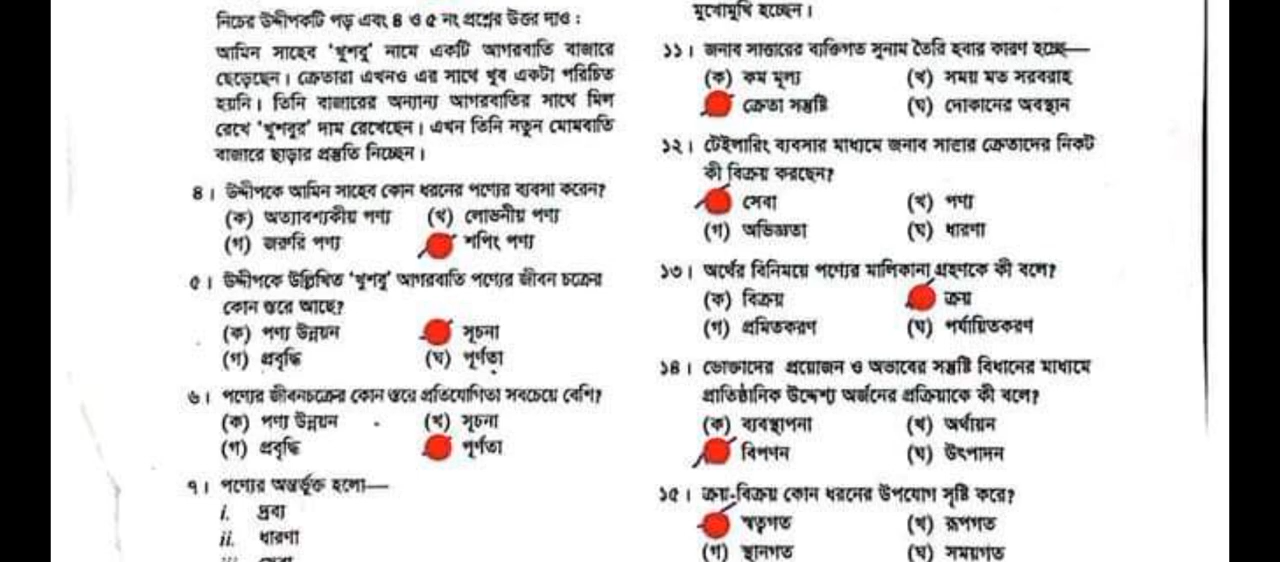 নিচের উদ্দীপকটি পড় এবং ৪ ও ৫ নং প্রশ্নের উত্তর দাও :
আমিন সাহেব 'খুশবু' নামে একটি আগরবাতি বাজারে
ছেড়েছেন। ক্রেতারা এখনও এর সাথে খুব একটা পরিচিত
হয়নি। তিনি বাজারের অন্যান্য আগরবাতির সাথে মিল
রেখে 'খুশবুর' দাম রেখেছেন। এখন তিনি নতুন মোমবাতি
বাজারে ছাড়ার প্রস্তুতি নিচ্ছেন।
৪। উদ্দীপকে আমিন সাহেব কোন ধরনের পণ্যের ব্যবসা করেন?
(ক) অত্যাবশ্যকীয় পণ্য (খ) লোভনীয় পণ্য
(গ) জরুরি পণ্য শপিং পণ্য
৫। উদ্দীপকে উল্লিখিত 'খুশবু' আগরবাতি পণ্যের জীবন চক্রের
কোন স্তরে আছে?
(ক) পণ্য উন্নয়ন সূচনা
(গ) প্রবৃদ্ধি (ঘ) পূর্ণতা
৬। পণ্যের জীবনচক্রের কোন স্তরে প্রতিযোগিতা সবচেয়ে বেশি?
(ক) পণ্য উন্নয়ন (খ) সূচনা
(গ) প্রবৃদ্ধি পূর্ণতা
৭। পণ্যের অন্তর্ভুক্ত হলো—
i. দ্রব্য
ii. ধারণা
মুখোমুখি হচ্ছেন।
১১। জনাব সাত্তারের ব্যক্তিগত সুনাম তৈরি হবার কারণ হচ্ছে—
(ক) কম মূল্য (খ) সময় মত সরবরাহ
ক্রেতা সন্তুষ্টি (ঘ) দোকানের অবস্থান
১২। টেইলারিং ব্যবসার মাধ্যমে জনাব সাত্তার ক্রেতাদের নিকট
কী বিক্রয় করছেন?
সেবা (খ) পণ্য
(গ) অভিজ্ঞতা (ঘ) ধারণা
১৩। অর্থের বিনিময়ে পণ্যের মালিকানা গ্রহণকে কী বলে?
(ক) বিক্রয় ক্রয়
(গ) প্রমিতকরণ (ঘ) পর্যায়িতকরণ
১৪। ভোক্তাদের প্রয়োজন ও অভাবের সন্তুষ্টি বিধানের মাধ্যমে
প্রাতিষ্ঠানিক উদ্দেশ্য অর্জনের প্রক্রিয়াকে কী বলে?
(ক) ব্যবস্থাপনা (খ) অর্থায়ন
বিপণন (ঘ) উৎপাদন
১৫। ক্রয়-বিক্রয় কোন ধরনের উপযোগ সৃষ্টি করে?
স্বত্বগত (খ) রূপগত
(গ) স্থানগত (ঘ) সময়গত